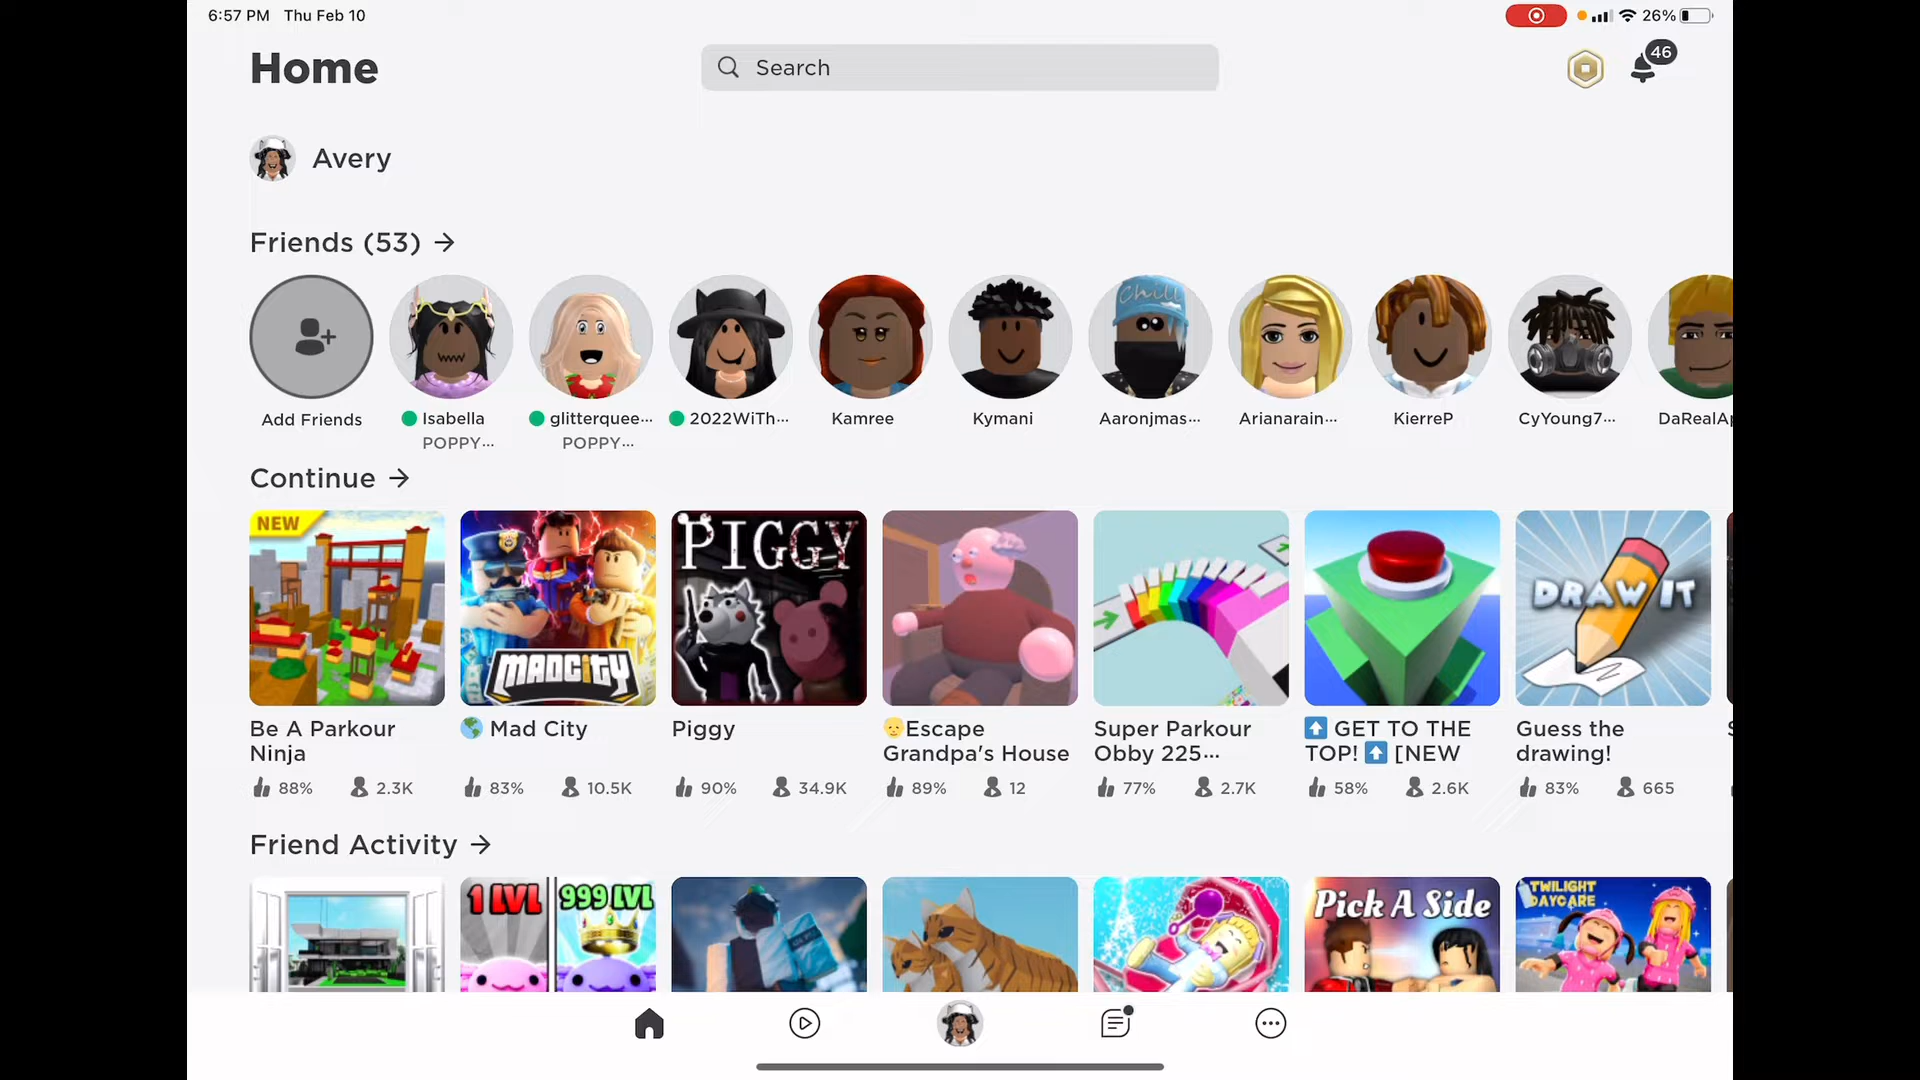 6:57 PM Thu Feb 10
26%
Home
Search
46
Avery
Friends (53)
Chill
Add Friends
Isabella
glitterquee...
2022WiTh...
Kamree
Kymani
Aaronjmas...
Arianarain...
KierreP
CyYoung7...
DaRealAp
POPPY...
POPPY...
Continue
NEW
MADCITY
PIGGY
DRAW IT
Be A Parkour
Ninja
Mad City
Piggy
Escape
Grandpa's House
Super Parkour
Obby 225...
GET TO THE
TOP! [NEW
Guess the
drawing!
88% 2.3K
83% 10.5K
90% 34.9K
89% 12
77% 2.7K
58% 2.6K
83% 665
Friend Activity
1 LVL 999 LVL
Pick A Side
TWILIGHT
DAYCARE